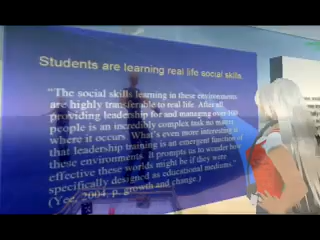 Students are learning real life social skills.
"The social skills learning in these environments
are highly transferable to real life. After all
providing leadership for and managing over 100
people is an incredibly complex task no matter
where it occurs. What's even more interesting is
that leadership training is an emergent function of
these environments. It prompts us to wonder how
effective these worlds might be if they were
specifically designed as educational mediums."
(Yee, 2004, p. growth and change.)